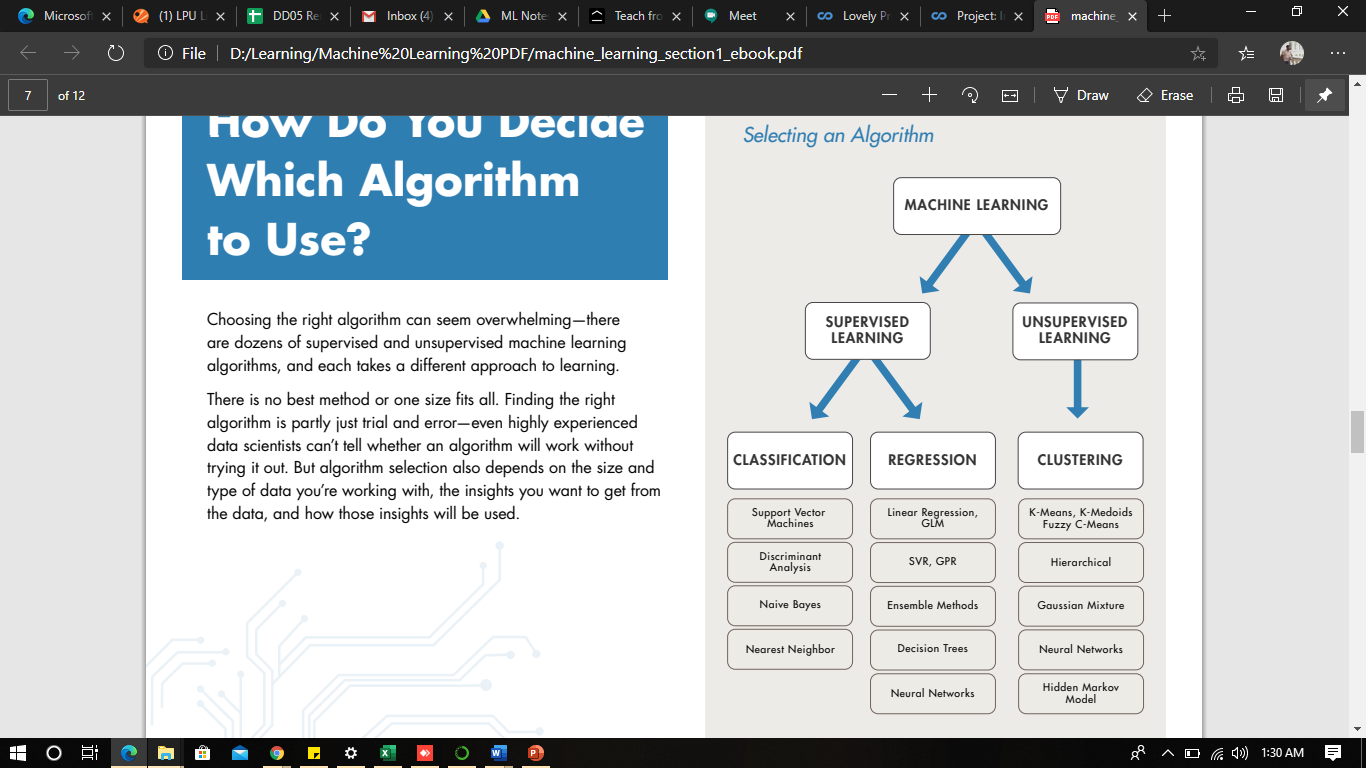 Microsoft
(1) LPU L
DD05 Re
Inbox (4)
ML Note
Teach fro
Meet
Lovely Pr
Project: I
machine_
File
D:/Learning/Machine%20Learning%20PDF/machine_learning_section1_ebook.pdf
7 of 12
Draw
Erase
How Do You Decide
Which Algorithm
to Use?
Choosing the right algorithm can seem overwhelming—there
are dozens of supervised and unsupervised machine learning
algorithms, and each takes a different approach to learning.
There is no best method or one size fits all. Finding the right
algorithm is partly just trial and error—even highly experienced
data scientists can't tell whether an algorithm will work without
trying it out. But algorithm selection also depends on the size and
type of data you're working with, the insights you want to get from
the data, and how those insights will be used.
Selecting an Algorithm
MACHINE LEARNING
SUPERVISED
LEARNING
UNSUPERVISED
LEARNING
CLASSIFICATION
REGRESSION
CLUSTERING
Support Vector
Machines
Linear Regression,
GLM
K-Means, K-Medoids
Fuzzy C-Means
Discriminant
Analysis
SVR, GPR
Hierarchical
Naive Bayes
Ensemble Methods
Gaussian Mixture
Nearest Neighbor
Decision Trees
Neural Networks
Neural Networks
Hidden Markov
Model
1:30 AM